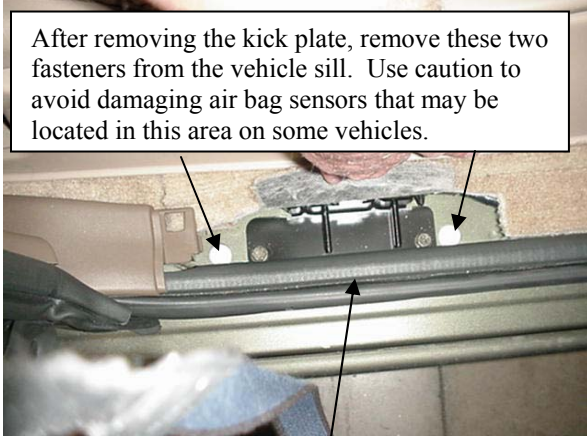 After removing the kick plate, remove these two
fasteners from the vehicle sill.  Use caution to
avoid damaging air bag sensors that may be
located in this area on some vehicles.